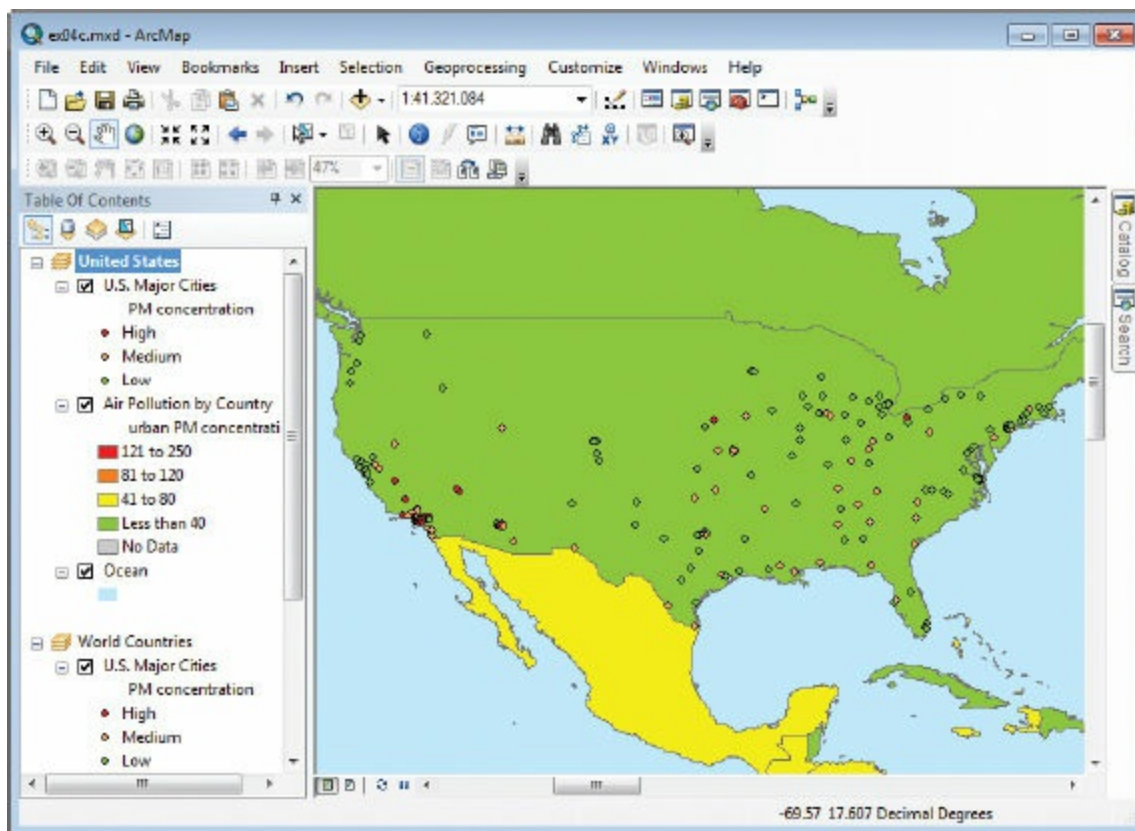 ex04c.mxd - ArcMap
File Edit View Bookmarks Insert Selection Geoprocessing Customize Windows Help
1:41.321.084
47%
Table Of Contents
United States
U.S. Major Cities
PM concentration
High
Medium
Low
Air Pollution by Country
urban PM concentrati
121 to 250
81 to 120
41 to 80
Less than 40
No Data
Ocean
World Countries
U.S. Major Cities
PM concentration
High
Medium
Low
Catalog
Search
-69.57 17.607 Decimal Degrees